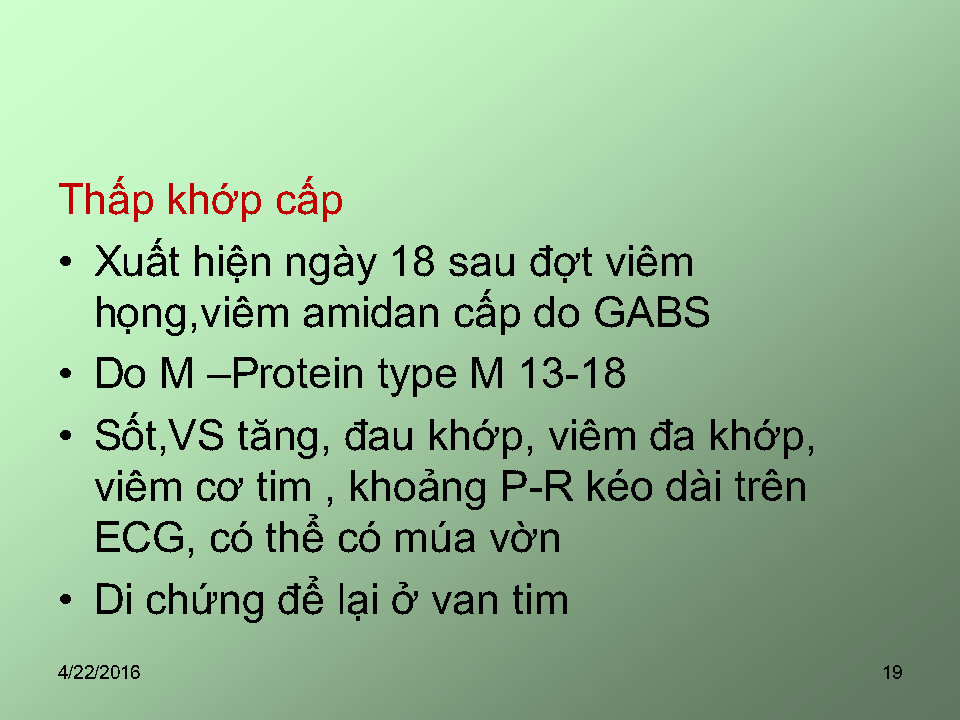 Thấp khớp cấp
• Xuất hiện ngày 18 sau đợt viêm
họng,viêm amidan cấp do GABS
• Do M –Protein type M 13-18
• Sốt,VS tăng, đau khớp, viêm đa khớp,
viêm cơ tim , khoảng P-R kéo dài trên
ECG, có thể có múa vờn
• Di chứng để lại ở van tim
4/22/2016
19